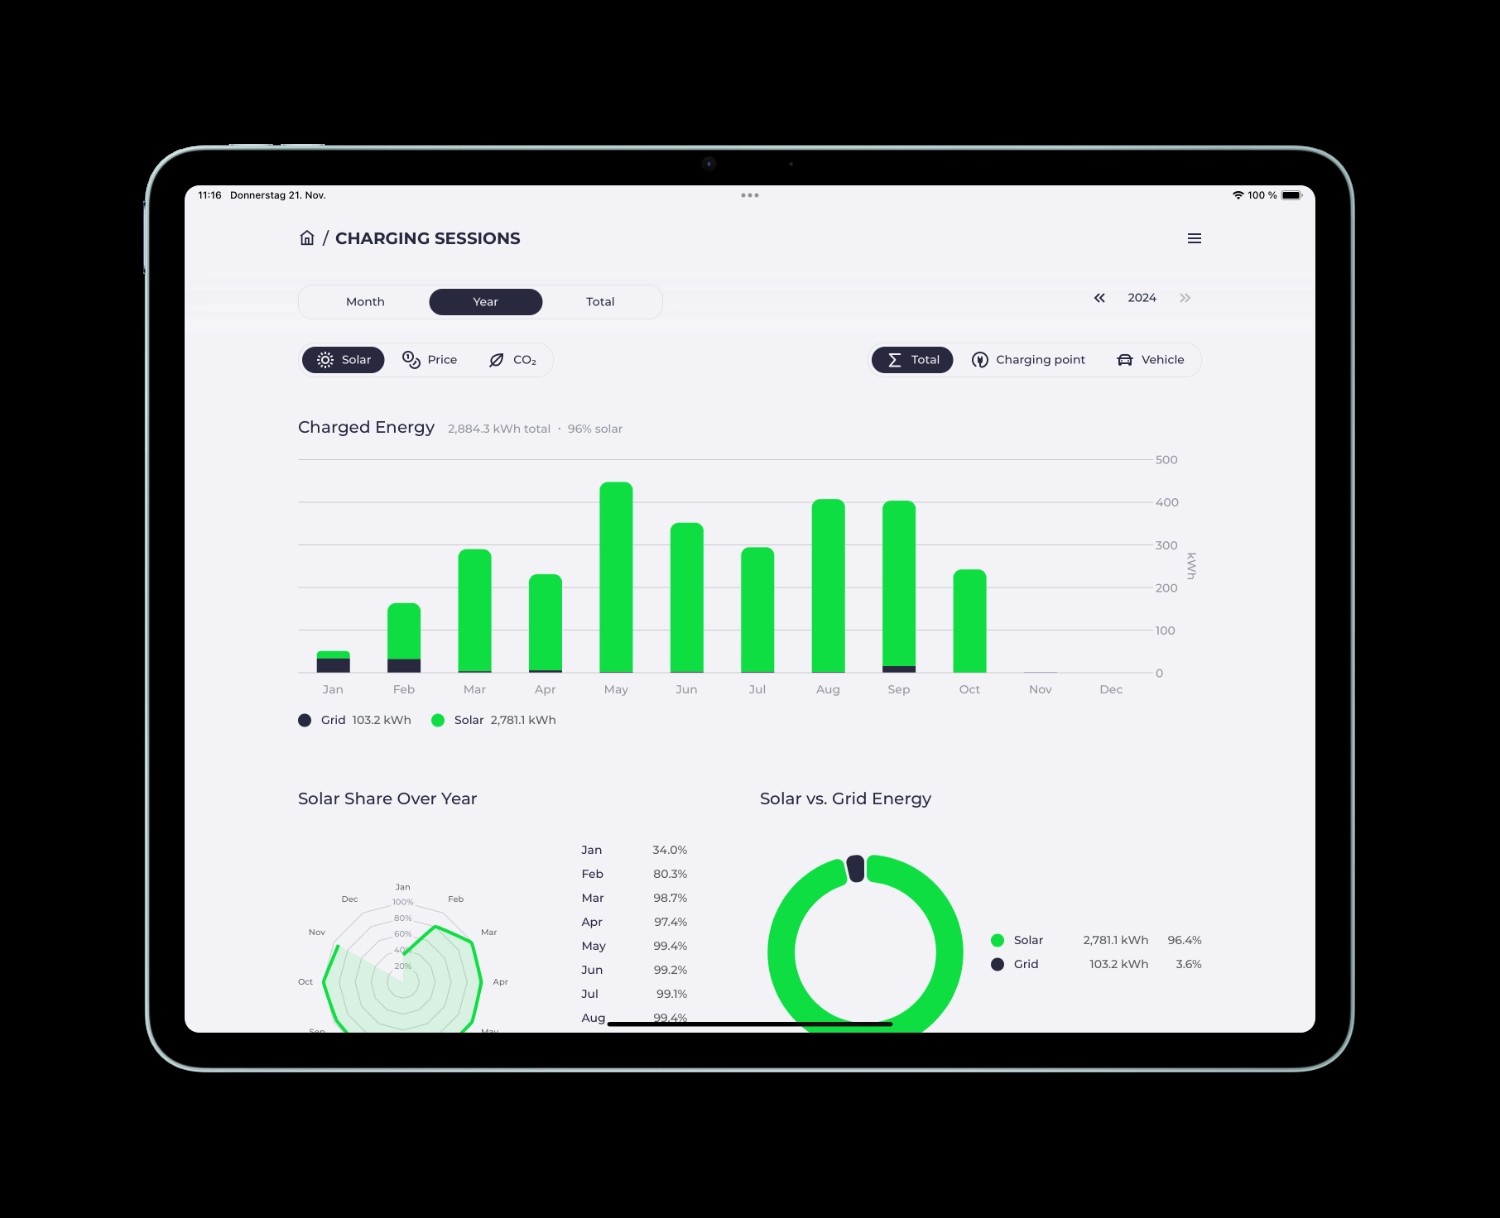 11:16 Donnerstag 21. Nov.
100 %
/ CHARGING SESSIONS
Month Year Total
2024
Solar Price CO₂
Total Charging point Vehicle
Charged Energy 2,884.3 kWh total · 96% solar
500
400
300
200
100
0
kWh
Jan Feb Mar Apr May Jun Jul Aug Sep Oct Nov Dec
Grid 103.2 kWh Solar 2,781.1 kWh
Solar Share Over Year
Jan
Dec Feb
100%
80%
Nov Mar
60%
40%
20%
Oct Apr
Sep May
Jan 34.0%
Feb 80.3%
Mar 98.7%
Apr 97.4%
May 99.4%
Jun 99.2%
Jul 99.1%
Aug 99.4%
Solar vs. Grid Energy
Solar 2,781.1 kWh 96.4%
Grid 103.2 kWh 3.6%